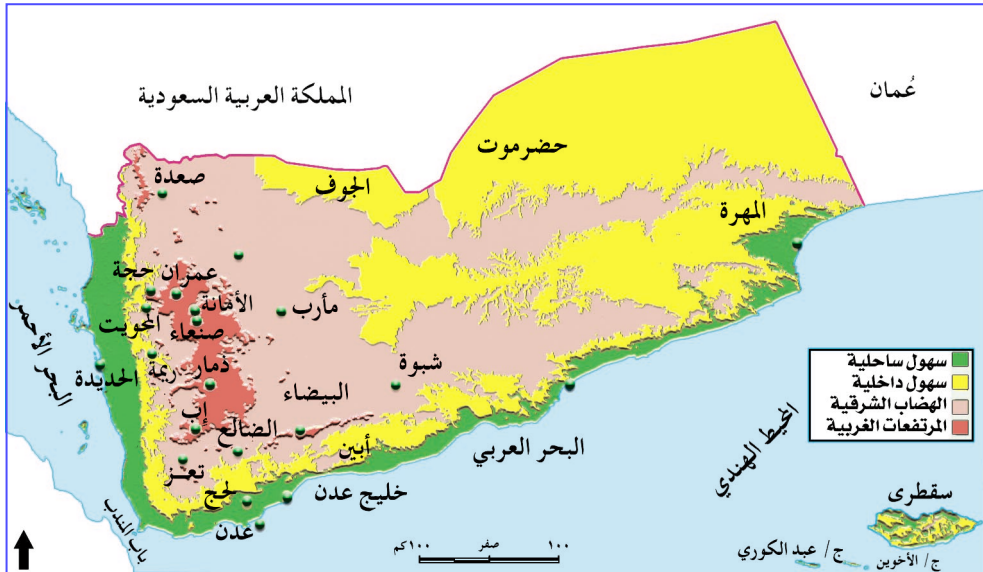 المملكة العربية السعودية
عُمان
حضرموت
صعدة
الجوف
المهرة
حجة
عمران
الأمانة
مأرب
المحويت
صنعاء
البحر الأحمر
الحديدة
ريمة
ذمار
شبوة
البيضاء
إب
الضالع
أبين
تعـز
لحج
عدن
خليج عدن
البحر العربي
المحيط الهندي
باب المندب
سهول ساحلية
سهول داخلية
الهضاب الشرقية
المرتفعات الغربية
سقطرى
ج/ عبد الكوري
ج/ الأخوين
١٠٠كم
صفر
١٠٠